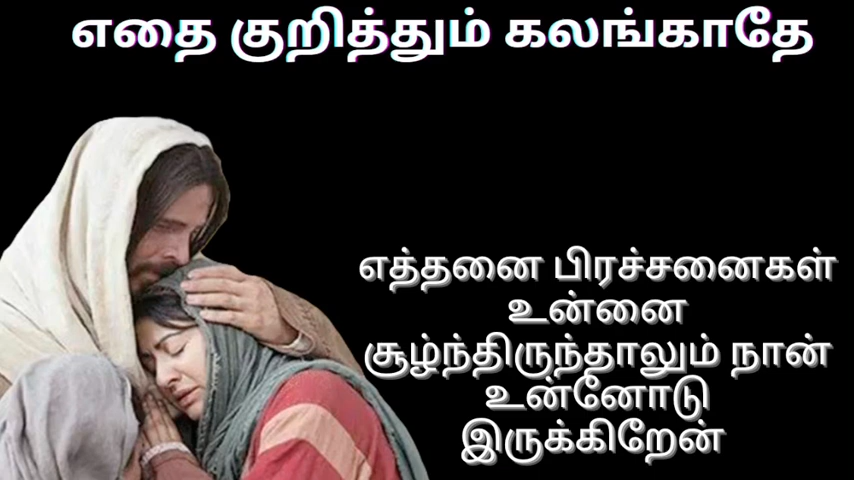 எதை குறித்தும் கலங்காதே
எத்தனை பிரச்சனைகள்
உன்னை
சூழ்ந்திருந்தாலும் நான்
உன்னோடு
இருக்கிறேன்